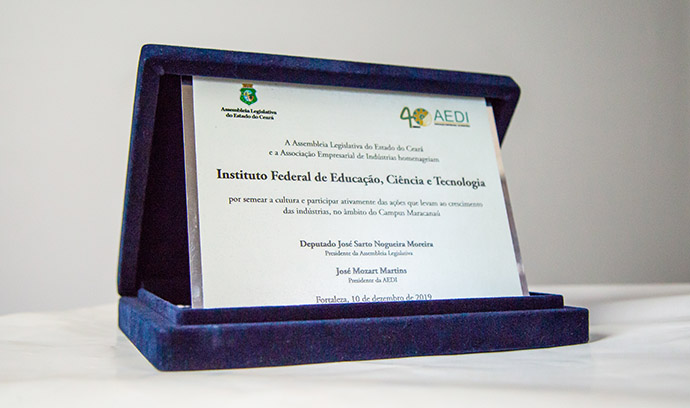 Assembleia Legislativa
do Estado do Ceará
40 AEDI
A Assembleia Legislativa do Estado do Ceará
e a Associação Empresarial de Indústrias homenageiam
Instituto Federal de Educação, Ciência e Tecnologia
por semear a cultura e participar ativamente das ações que levam ao crescimento
das indústrias, no âmbito do Campus Maracanaú
Deputado José Sarto Nogueira Moreira
Presidente da Assembleia Legislativa
José Mozart Martins
Presidente da AEDI
Fortaleza, 10 de dezembro de 2019